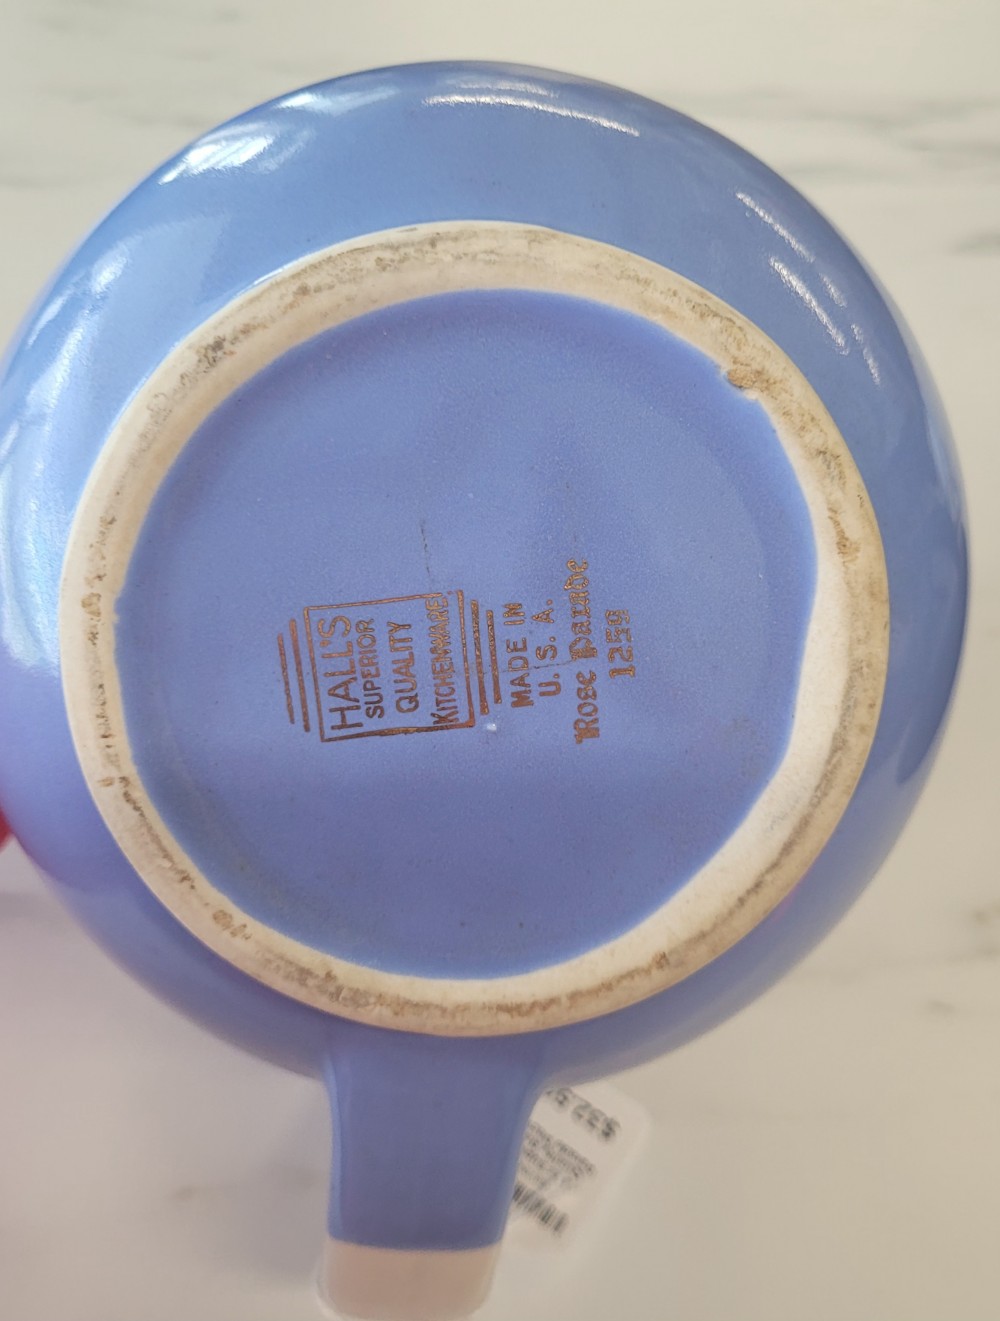 HALL'S
SUPERIOR
QUALITY
KITCHENWARE
MADE IN
U. S. A.
Rose Parade
1259